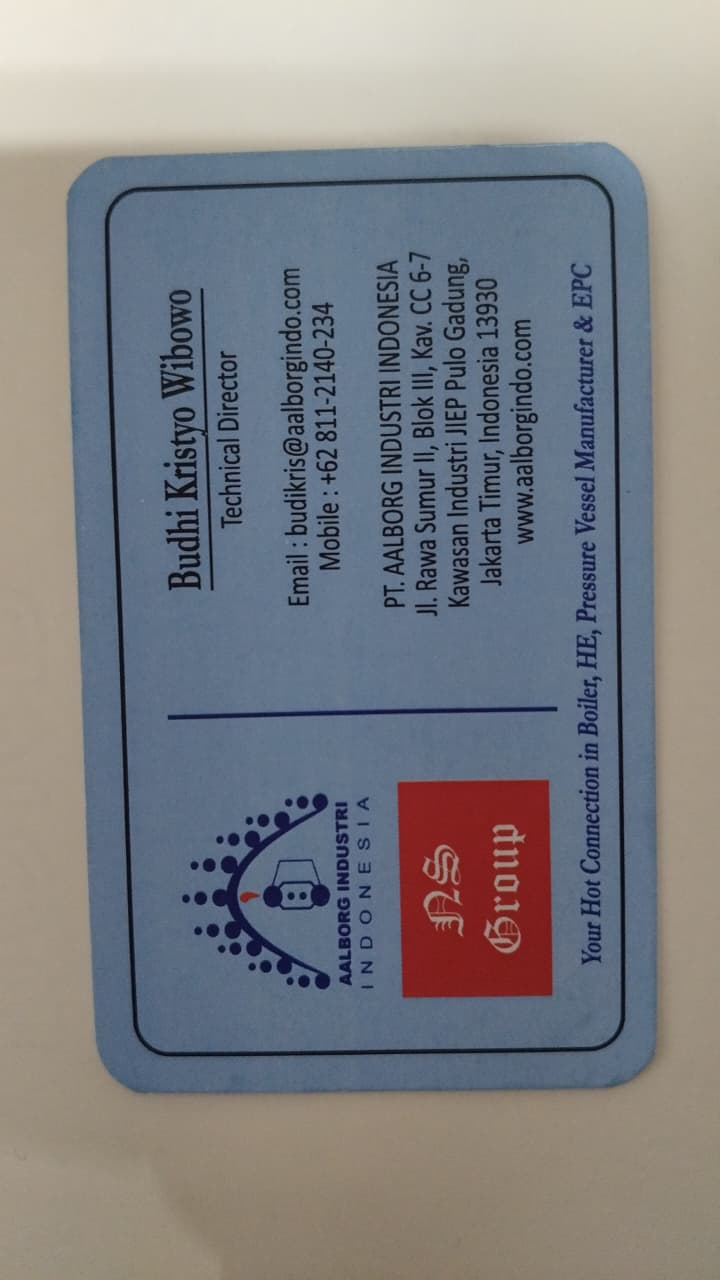 AALBORG INDUSTRI
INDONESIA
NS
Group
Budhi Kristyo Wibowo
Technical Director
Email : budikris@aalborgindo.com
Mobile : +62 811-2140-234
PT. AALBORG INDUSTRI INDONESIA
Jl. Rawa Sumur II, Blok III, Kav. CC 6-7
Kawasan Industri JIEP Pulo Gadung,
Jakarta Timur, Indonesia 13930
www.aalborgindo.com
Your Hot Connection in Boiler, HE, Pressure Vessel Manufacturer & EPC